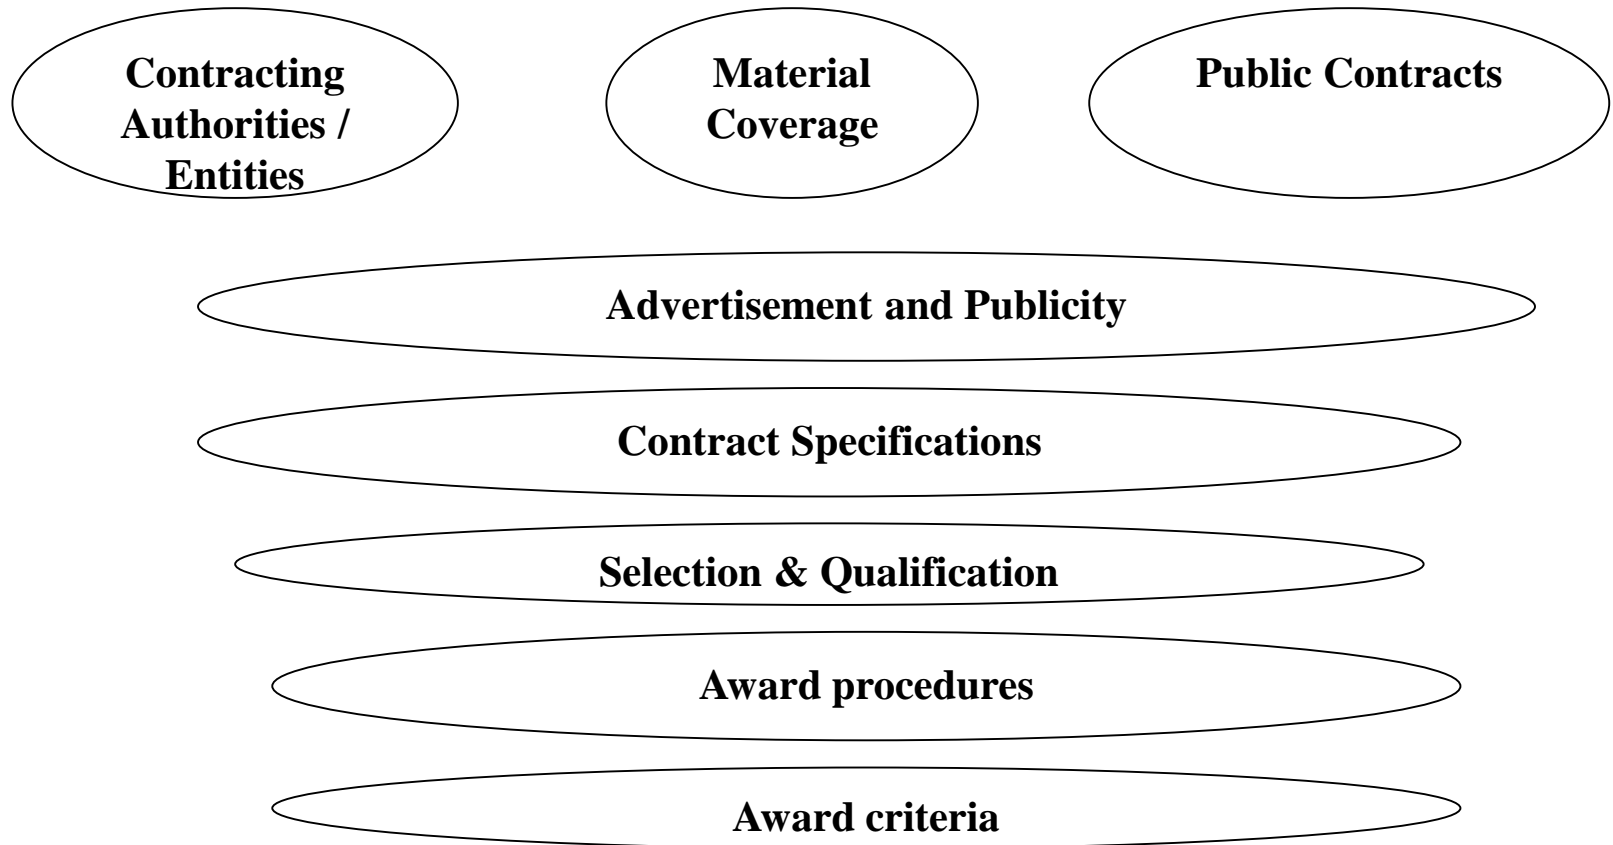 Contracting
Authorities /
Entities
Material
Coverage
Public Contracts
Advertisement and Publicity
Contract Specifications
Selection & Qualification
Award procedures
Award criteria